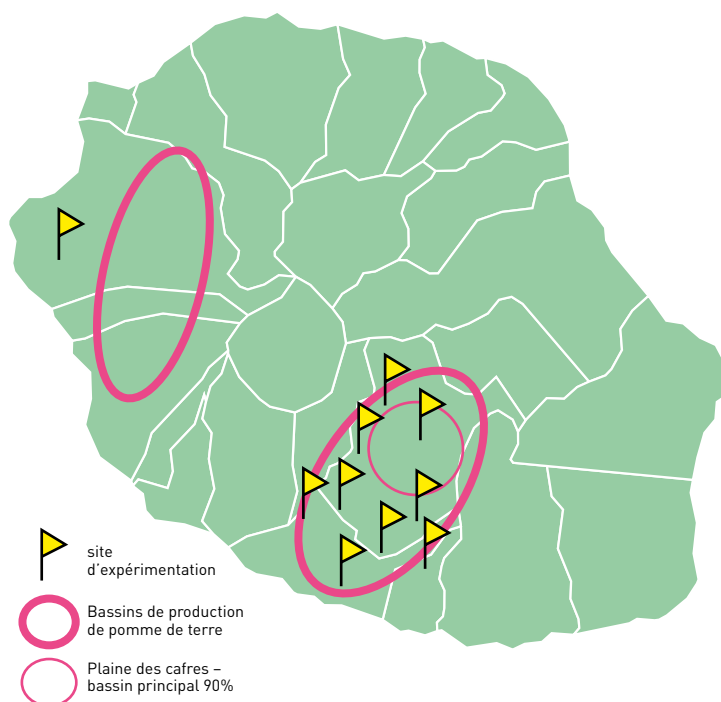 site
d'expérimentation
Bassins de production
de pomme de terre
Plaine des cafres –
bassin principal 90%